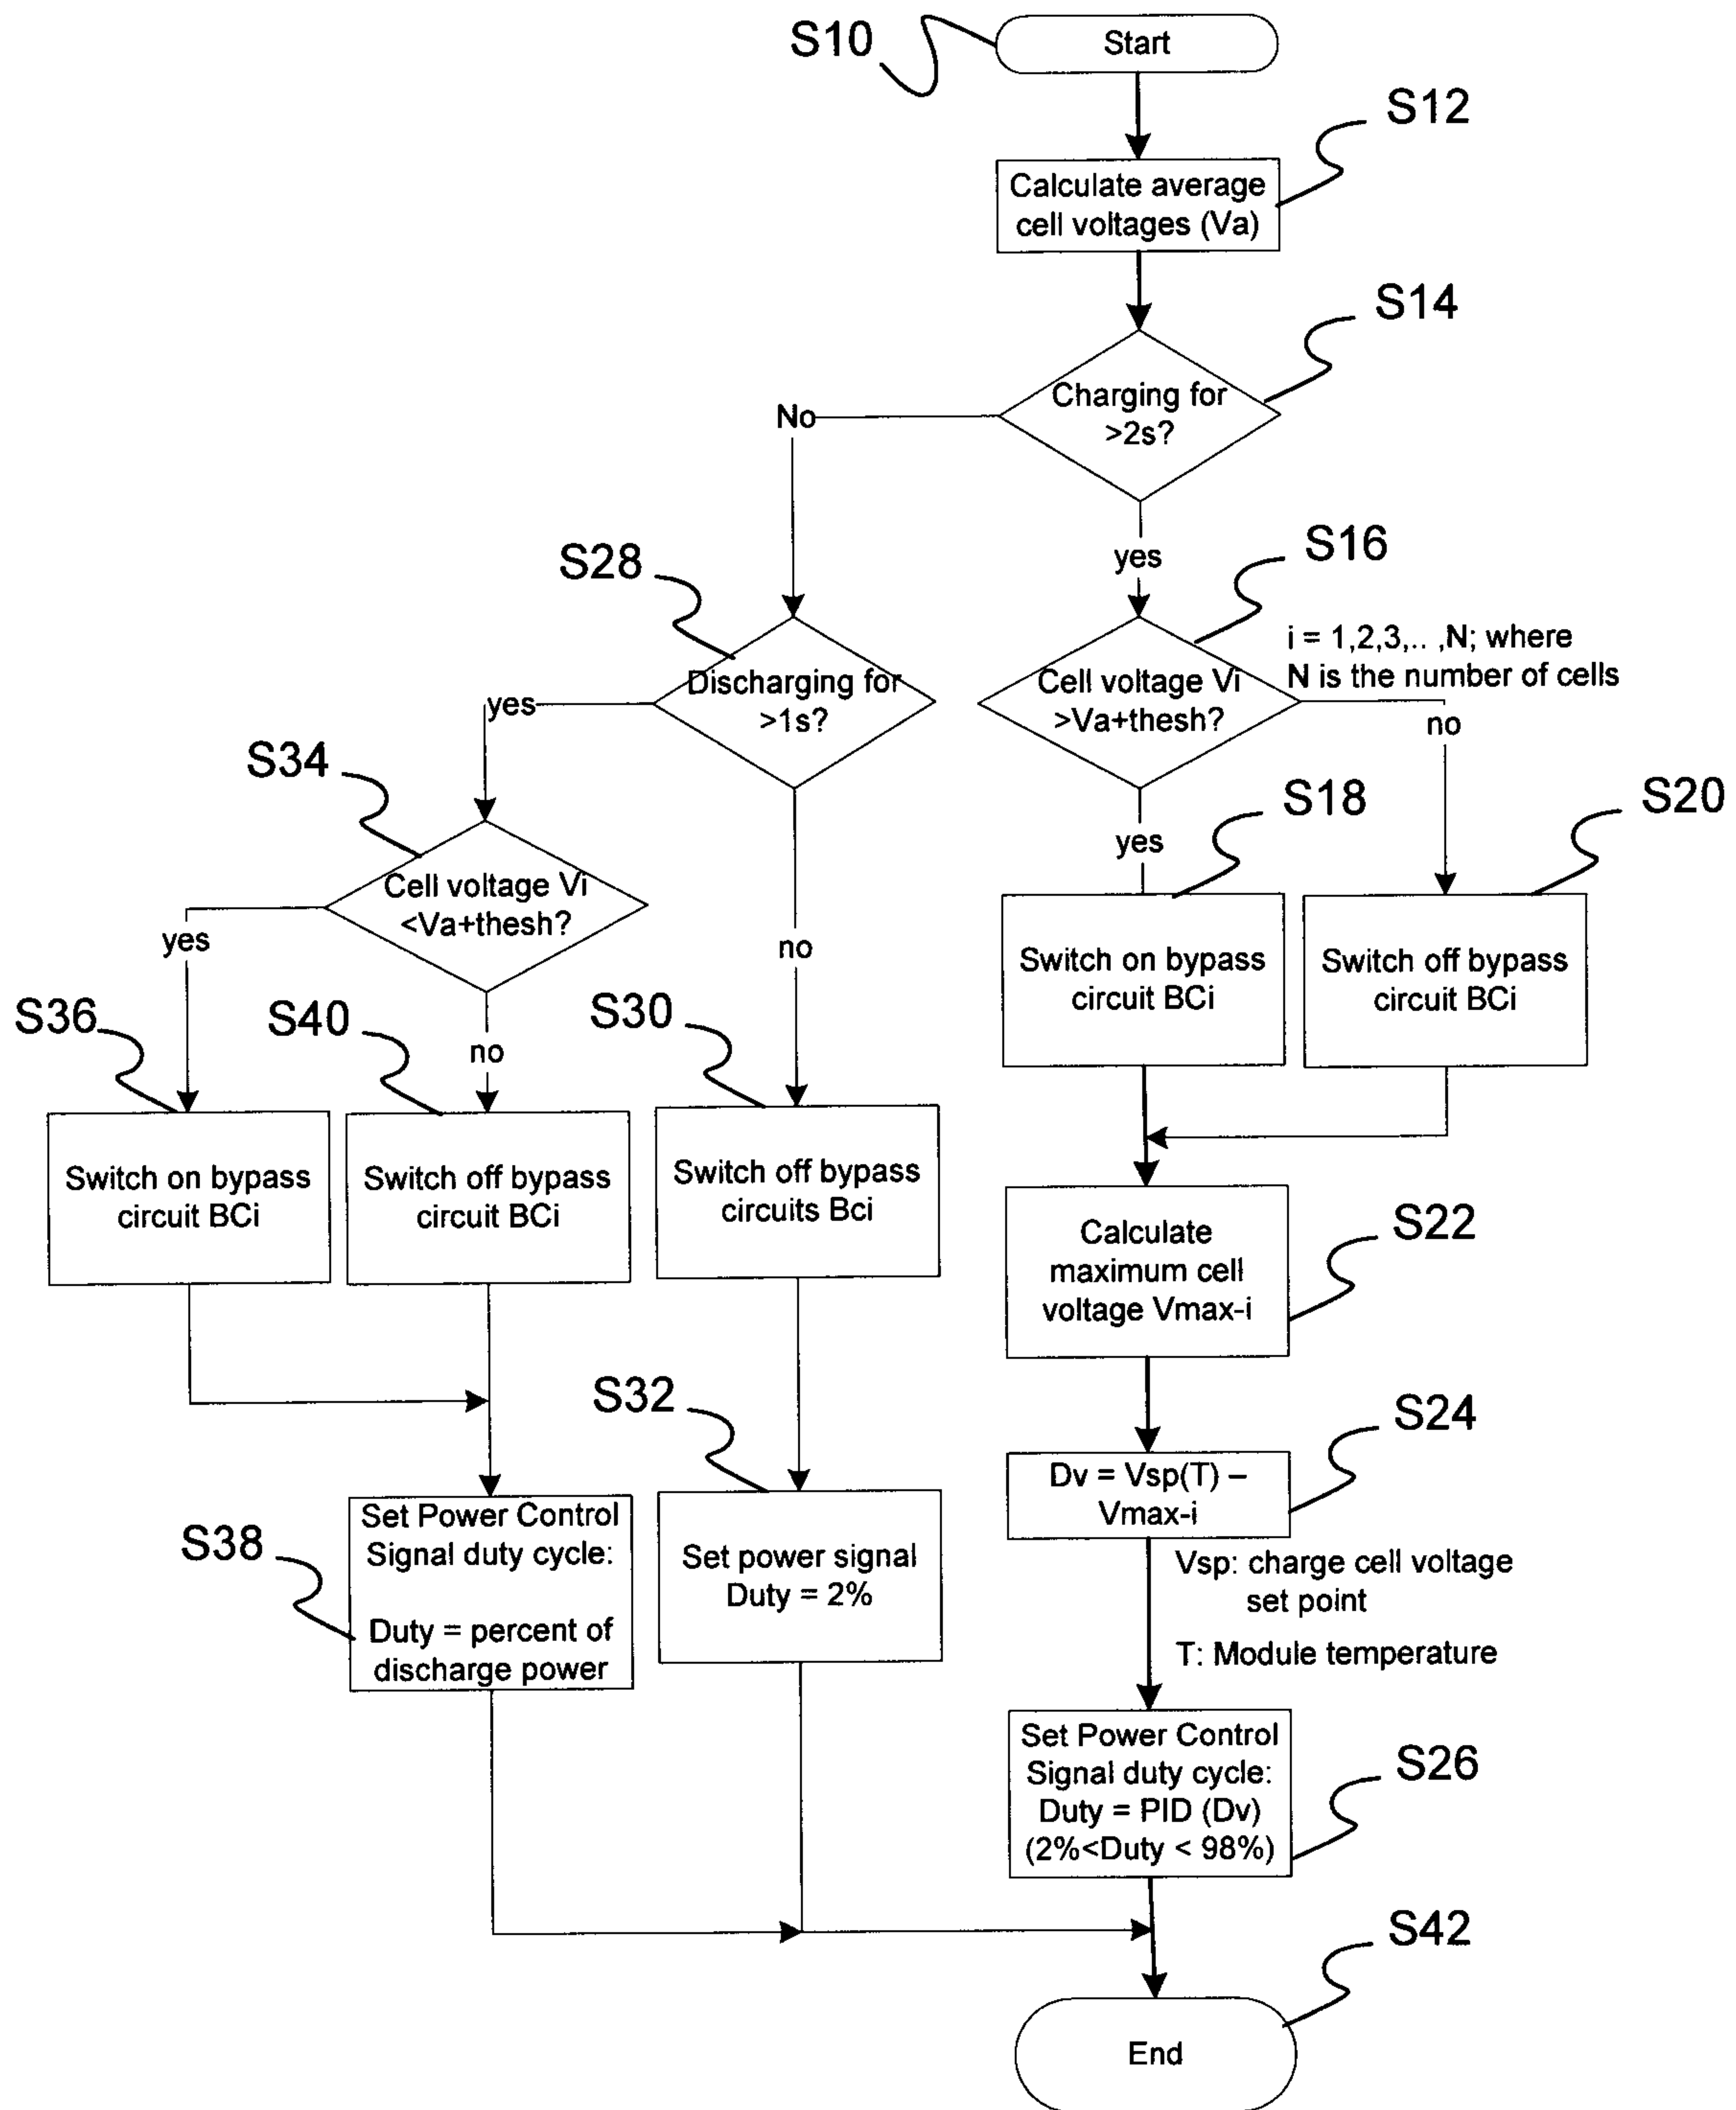 S10
Start
S12
Calculate average
cell voltages (Va)
S14
Charging for
>2s?
No
yes
S28
Discharging for
>1s?
S16
Cell voltage Vi
>Va+thesh?
i = 1,2,3,.. ,N; where
N is the number of cells
yes
no
yes
no
S34
Cell voltage Vi
<Va+thesh?
yes
no
S18
Switch on bypass
circuit BCi
S20
Switch off bypass
circuit BCi
S36
Switch on bypass
circuit BCi
S40
Switch off bypass
circuit BCi
S30
Switch off bypass
circuits Bci
S22
Calculate
maximum cell
voltage Vmax-i
S24
Dv = Vsp(T) –
Vmax-i
Vsp: charge cell voltage
set point
T: Module temperature
S38
Set Power Control
Signal duty cycle:
Duty = percent of
discharge power
S32
Set power signal
Duty = 2%
S26
Set Power Control
Signal duty cycle:
Duty = PID (Dv)
(2%<Duty < 98%)
S42
End